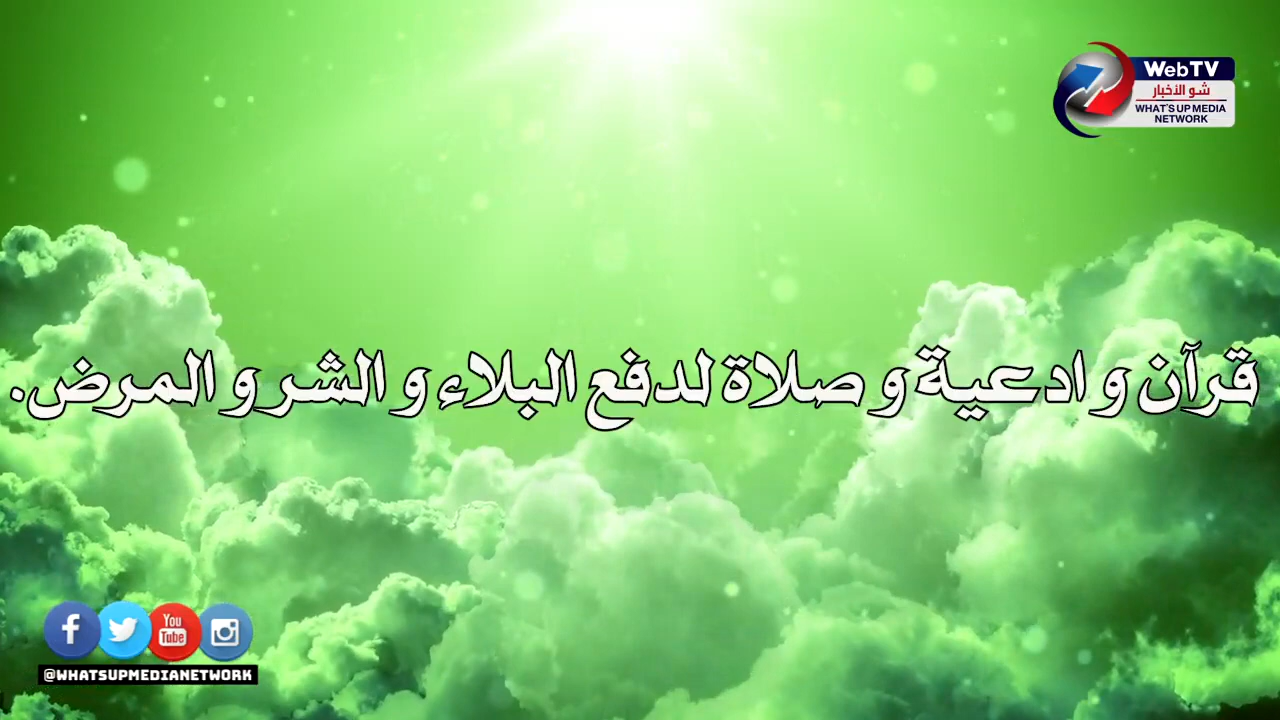 WebTV
شو الأخبار
WHAT'S UP MEDIA
NETWORK
قرآن و ادعية و صلاة لدفع البلاء و الشر و المرض.
f
You
Tube
@WHATSUPMEDIANETWORK